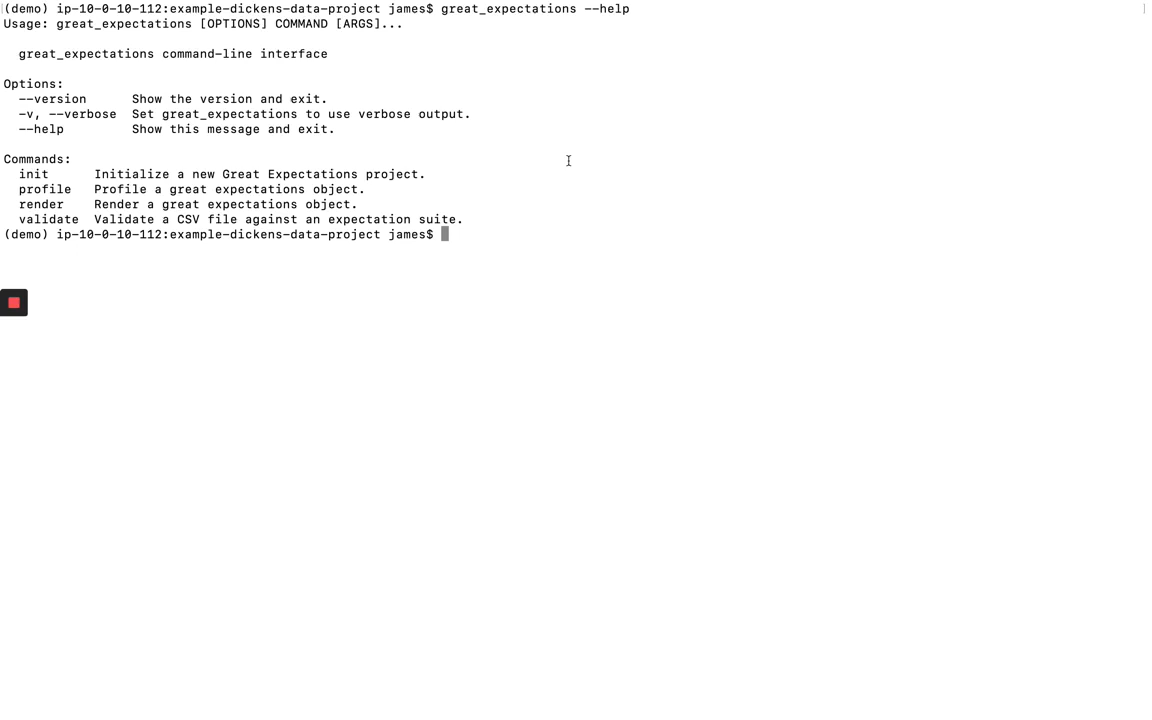 (demo) ip-10-0-10-112:example-dickens-data-project james$ great_expectations --help
Usage: great_expectations [OPTIONS] COMMAND [ARGS]...
great_expectations command-line interface
Options:
--version Show the version and exit.
-v, --verbose Set great_expectations to use verbose output.
--help Show this message and exit.
Commands:
init Initialize a new Great Expectations project.
profile Profile a great expectations object.
render Render a great expectations object.
validate Validate a CSV file against an expectation suite.
(demo) ip-10-0-10-112:example-dickens-data-project james$